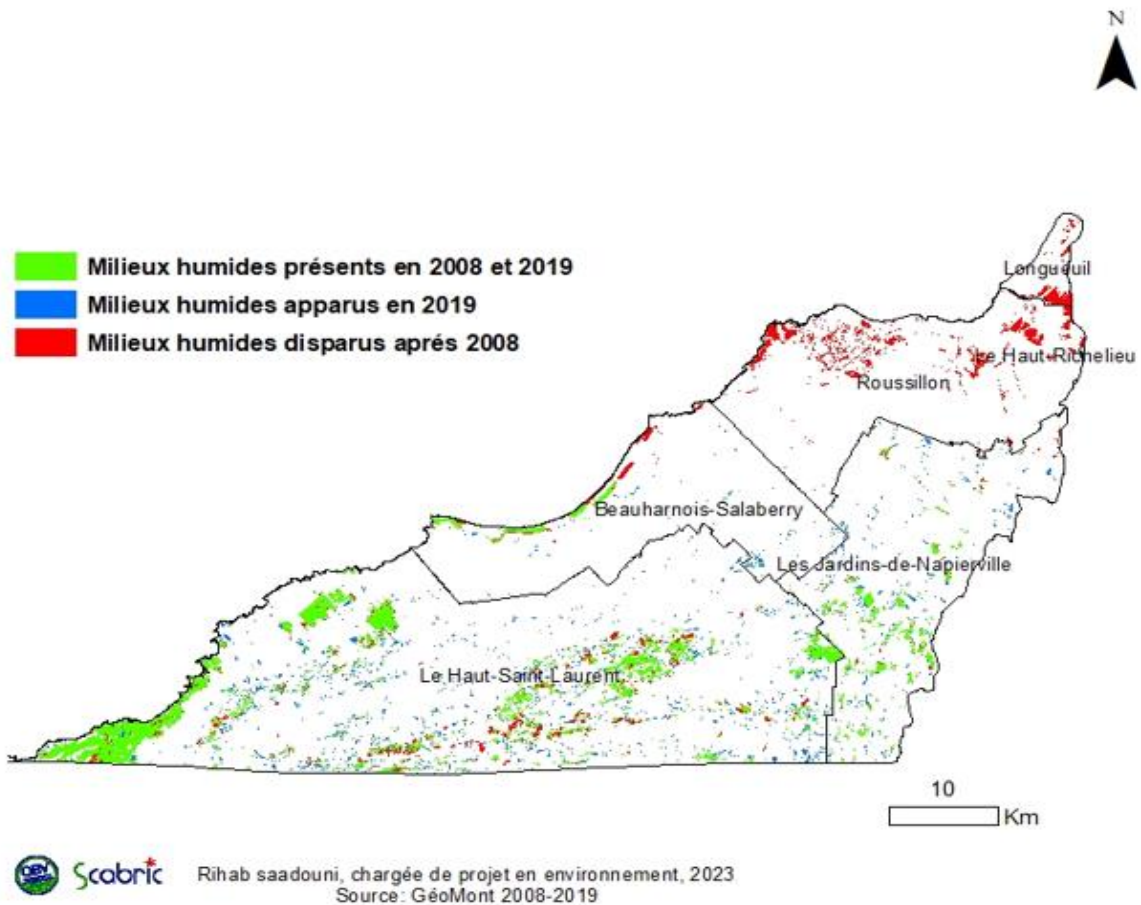 N
Milieux humides présents en 2008 et 2019
Milieux humides apparus en 2019
Milieux humides disparus aprés 2008
Longueuil
Le Haut-Richelieu
Roussillon
Beauharnois-Salaberry
Les Jardins-de-Napierville
Le Haut-Saint-Laurent
10
Km
OBV Scabric
Rihab saadouni, chargée de projet en environnement, 2023
Source: GéoMont 2008-2019